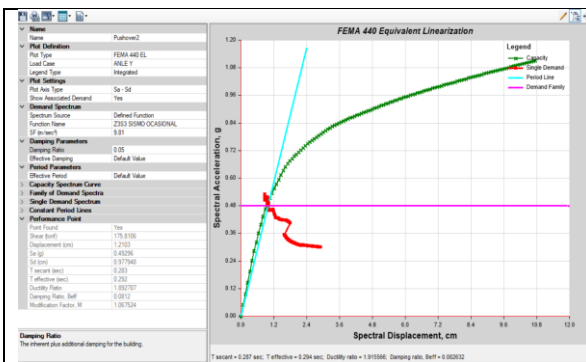 Name
Name Pushover2
Plot Definition
Plot Type FEMA 440 EL
Load Case ANLE Y
Legend Type Integrated
Plot Settings
Plot Axis Type Sa - Sd
Show Associated Demand Yes
Demand Spectrum
Spectrum Source Defined Function
Function Name Z3S3 SISMO OCASIONAL
SF (m/sec²) 9.81
Damping Parameters
Damping Ratio 0.05
Effective Damping Default Value
Period Parameters
Effective Period Default Value
Capacity Spectrum Curve
Family of Demand Spectra
Single Demand Spectrum
Constant Period Lines
Performance Point
Point Found Yes
Shear (tonf) 175.8106
Displacement (cm) 1.2103
Sa (g) 0.49296
Sd (cm) 0.977940
T secant (sec) 0.283
T effective (sec) 0.292
Ductility Ratio 1.892707
Damping Ratio, Beff 0.0812
Modification Factor, M 1.067524
Damping Ratio
The inherent plus additional damping for the building.
FEMA 440 Equivalent Linearization
Legend
Capacity
Single Demand
Period Line
Demand Family
Spectral Acceleration, g
1.20
1.08
0.96
0.84
0.72
0.60
0.48
0.36
0.24
0.12
0.00
0.0 1.2 2.4 3.6 4.8 6.0 7.2 8.4 9.6 10.8 12.0
Spectral Displacement, cm
T secant = 0.287 sec; T effective = 0.294 sec; Ductility ratio = 1.915566; Damping ratio, Beff = 0.082632